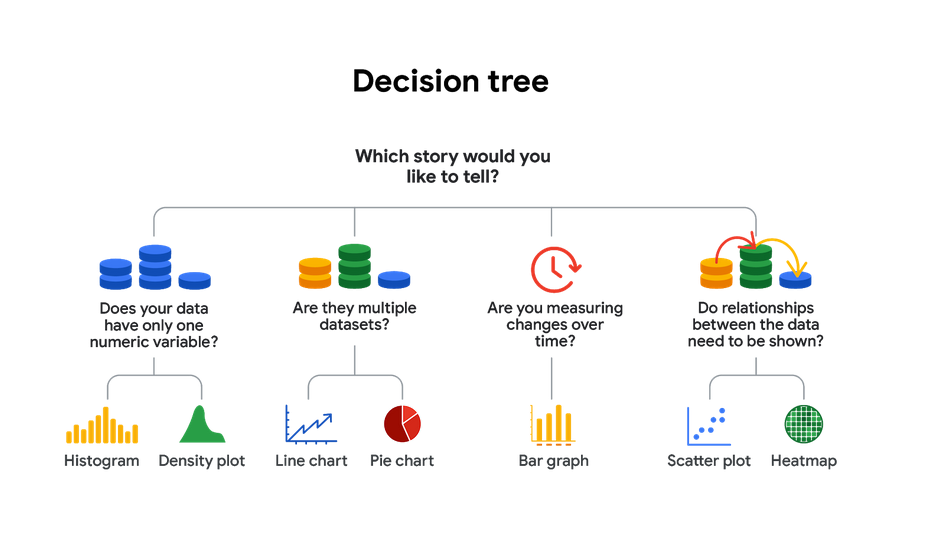 Decision tree
Which story would you
like to tell?
Does your data
have only one
numeric variable?
Are they multiple
datasets?
Are you measuring
changes over
time?
Do relationships
between the data
need to be shown?
Histogram
Density plot
Line chart
Pie chart
Bar graph
Scatter plot
Heatmap